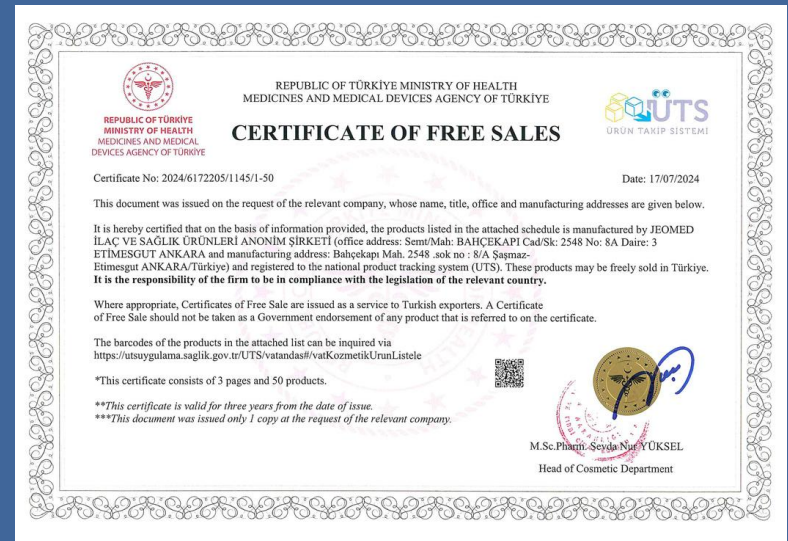 REPUBLIC OF TÜRKİYE
MINISTRY OF HEALTH
MEDICINES AND MEDICAL
DEVICES AGENCY OF TÜRKİYE
REPUBLIC OF TÜRKİYE MINISTRY OF HEALTH
MEDICINES AND MEDICAL DEVICES AGENCY OF TÜRKİYE
CERTIFICATE OF FREE SALES
ÜTS
ÜRÜN TAKİP SİSTEMİ
Certificate No: 2024/6172205/1145/1-50
Date: 17/07/2024
This document was issued on the request of the relevant company, whose name, title, office and manufacturing addresses are given below.
It is hereby certified that on the basis of information provided, the products listed in the attached schedule is manufactured by JEOMED
İLAÇ VE SAĞLIK ÜRÜNLERİ ANONİM ŞİRKETİ (office address: Semt/Mah: BAHÇEKAPI Cad/Sk: 2548 No: 8A Daire: 3
ETİMESGUT ANKARA and manufacturing address: Bahçekapı Mah. 2548 .sok no : 8/A Şaşmaz-
Etimesgut ANKARA/Türkiye) and registered to the national product tracking system (UTS). These products may be freely sold in Türkiye.
It is the responsibility of the firm to be in compliance with the legislation of the relevant country.
Where appropriate, Certificates of Free Sale are issued as a service to Turkish exporters. A Certificate
of Free Sale should not be taken as a Government endorsement of any product that is referred to on the certificate.
The barcodes of the products in the attached list can be inquired via
https://utsuygulama.saglik.gov.tr/UTS/vatandas#/vatKozmetikUrunListele
*This certificate consists of 3 pages and 50 products.
**This certificate is valid for three years from the date of issue.
***This document was issued only 1 copy at the request of the relevant company.
M.Sc.Pharm. Sevda Nur YÜKSEL
Head of Cosmetic Department